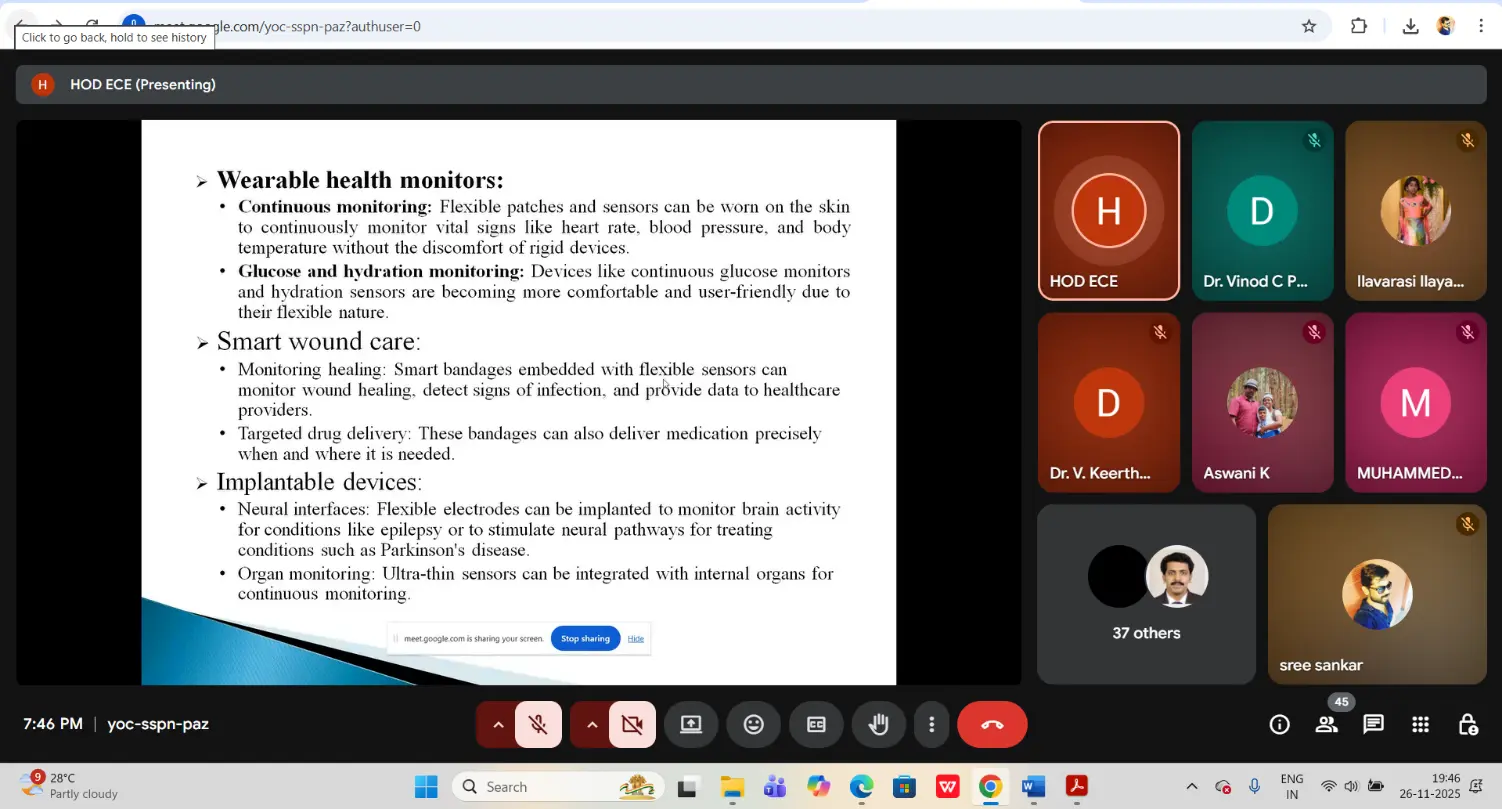 meet.google.com/yoc-sspn-paz?authuser=0
Click to go back, hold to see history
H
HOD ECE (Presenting)
Wearable health monitors:
Continuous monitoring: Flexible patches and sensors can be worn on the skin
to continuously monitor vital signs like heart rate, blood pressure, and body
temperature without the discomfort of rigid devices.
Glucose and hydration monitoring: Devices like continuous glucose monitors
and hydration sensors are becoming more comfortable and user-friendly due to
their flexible nature.
Smart wound care:
Monitoring healing: Smart bandages embedded with flexible sensors can
monitor wound healing, detect signs of infection, and provide data to healthcare
providers.
Targeted drug delivery: These bandages can also deliver medication precisely
when and where it is needed.
Implantable devices:
Neural interfaces: Flexible electrodes can be implanted to monitor brain activity
for conditions like epilepsy or to stimulate neural pathways for treating
conditions such as Parkinson's disease.
Organ monitoring: Ultra-thin sensors can be integrated with internal organs for
continuous monitoring.
meet.google.com is sharing your screen. Stop sharing Hide
H
HOD ECE
D
Dr. Vinod C P...
Ilavarasi Ilaya...
D
Dr. V. Keerth...
Aswani K
M
MUHAMMED...
37 others
sree sankar
7:46 PM | yoc-sspn-paz
CC
45
9
28°C
Partly cloudy
Search
ENG
IN
19:46
26-11-2025